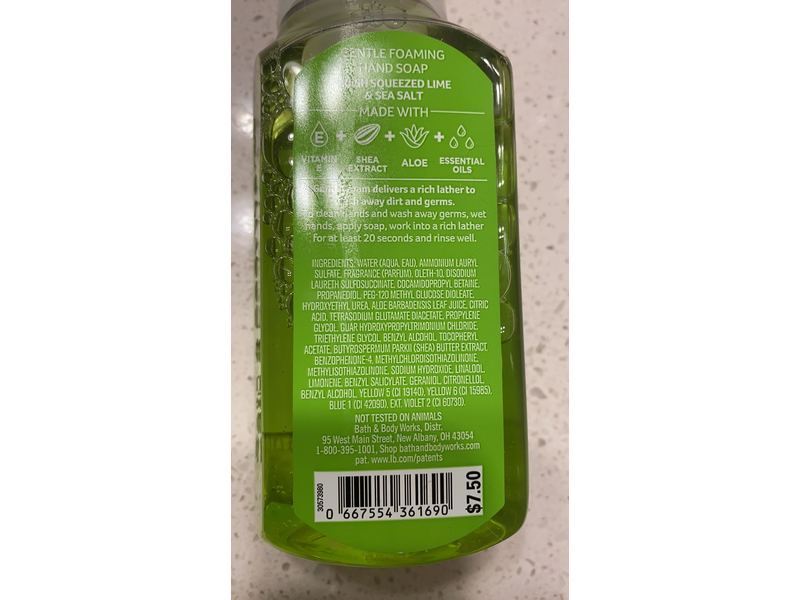 GENTLE FOAMING
HAND SOAP
SQUEEZED LIME
& SEA SALT
MADE WITH
E + + +
VITAMIN E SHEA EXTRACT ALOE ESSENTIAL OILS
delivers a rich lather to
away dirt and germs.
clean hands and wash away germs, wet
hands, apply soap, work into a rich lather
for at least 20 seconds and rinse well.
INGREDIENTS: WATER (AQUA, EAU), AMMONIUM LAURYL
SULFATE, FRAGRANCE (PARFUM), OLETH-10, DISODIUM
LAURETH SULFOSUCCINATE, COCAMIDOPROPYL BETAINE,
PROPANEDIOL, PEG-120 METHYL GLUCOSE DIOLEATE,
HYDROXYETHYL UREA, ALOE BARBADENSIS LEAF JUICE, CITRIC
ACID, TETRASODIUM GLUTAMATE DIACETATE, PROPYLENE
GLYCOL, GUAR HYDROXYPROPYLTRIMONIUM CHLORIDE,
TRIETHYLENE GLYCOL, BENZYL ALCOHOL, TOCOPHERYL
ACETATE, BUTYROSPERMUM PARKII (SHEA) BUTTER EXTRACT,
BENZOPHENONE-4, METHYLCHLOROISOTHIAZOLINONE,
METHYLISOTHIAZOLINONE, SODIUM HYDROXIDE, LINALOOL,
LIMONENE, BENZYL SALICYLATE, GERANIOL, CITRONELLOL,
BENZYL ALCOHOL, YELLOW 5 (CI 19140), YELLOW 6 (CI 15985),
BLUE 1 (CI 42090), EXT. VIOLET 2 (CI 60730).
NOT TESTED ON ANIMALS
Bath & Body Works, Distr.
95 West Main Street, New Albany, OH 43054
1-800-395-1001, Shop bathandbodyworks.com
pat. www.lb.com/patents
30573980
0 667554 361690
$7.50